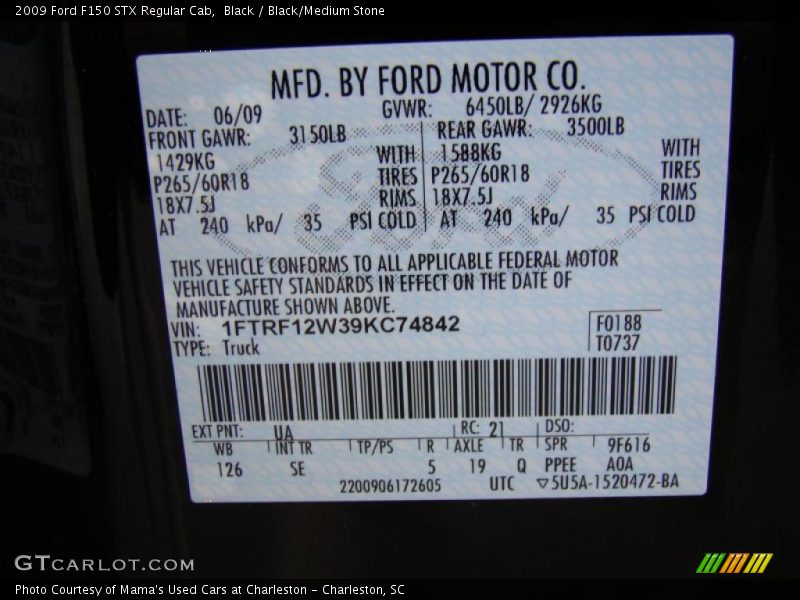 2009 Ford F150 STX Regular Cab,  Black / Black/Medium Stone
MFD. BY FORD MOTOR CO.
DATE: 06/09 GVWR: 6450LB/ 2926KG
FRONT GAWR: 3150LB REAR GAWR: 3500LB
1429KG WITH 1588KG WITH
P265/60R18 TIRES P265/60R18 TIRES
18X7.5J RIMS 18X7.5J RIMS
AT 240 kPa/ 35 PSI COLD AT 240 kPa/ 35 PSI COLD
Ford
THIS VEHICLE CONFORMS TO ALL APPLICABLE FEDERAL MOTOR
VEHICLE SAFETY STANDARDS IN EFFECT ON THE DATE OF
MANUFACTURE SHOWN ABOVE.
VIN: 1FTRF12W39KC74842 F0188
TYPE: Truck T0737
EXT PNT: UA RC: 21 DSO:
WB INT TR TP/PS R AXLE TR SPR 9F616
126 SE 5 19 Q PPEE AOA
2200906172605 UTC ▽5U5A-1520472-BA
GTCARLOT.COM
Photo Courtesy of Mama's Used Cars at Charleston - Charleston, SC